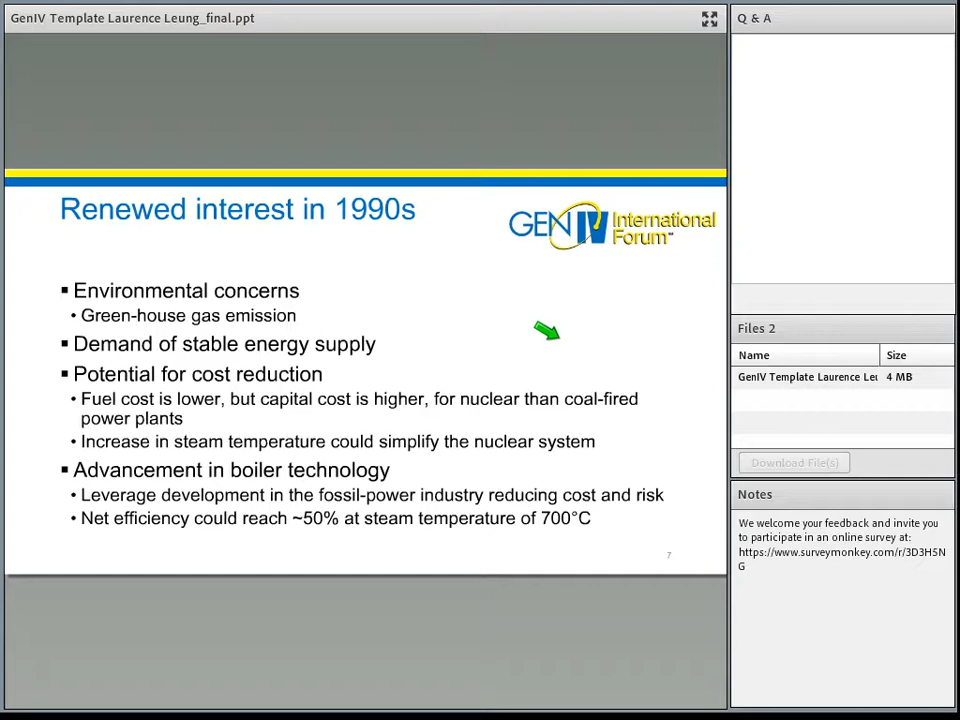 GenIV Template Laurence Leung_final.ppt
Renewed interest in 1990s
GEN IV International
Forum™
▪ Environmental concerns
• Green-house gas emission
▪ Demand of stable energy supply
▪ Potential for cost reduction
• Fuel cost is lower, but capital cost is higher, for nuclear than coal-fired
power plants
• Increase in steam temperature could simplify the nuclear system
▪ Advancement in boiler technology
• Leverage development in the fossil-power industry reducing cost and risk
• Net efficiency could reach ~50% at steam temperature of 700°C
7
Q & A
Files 2
Name Size
GenIV Template Laurence Leu 4 MB
Download File(s)
Notes
We welcome your feedback and invite you
to participate in an online survey at:
https://www.surveymonkey.com/r/3D3H5N
G